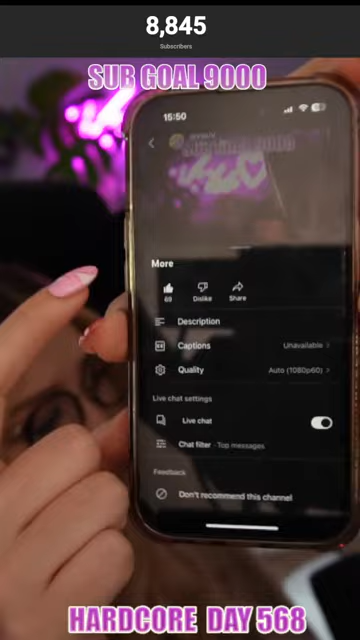 8,845
Subscribers
SUB GOAL 9000
15:50
More
69
Dislike
Share
Description
Captions
Unavailable
Quality
Auto (1080p60)
Live chat settings
Live chat
Chat filter · Top messages
Feedback
Don't recommend this channel
HARDCORE DAY 568